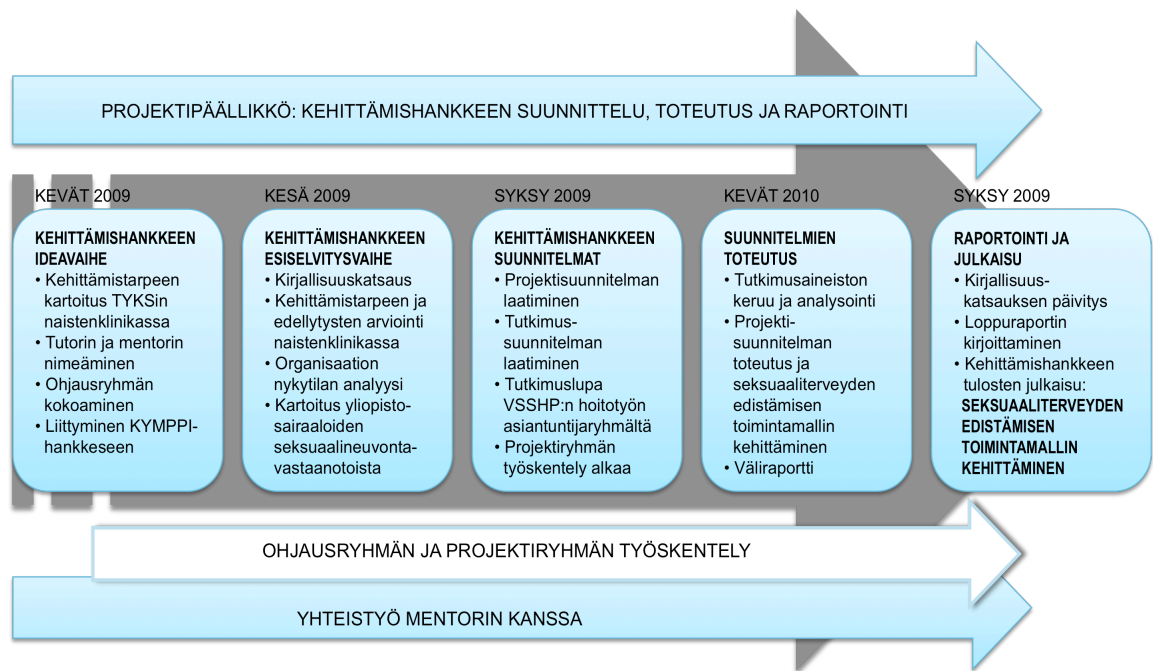 PROJEKTIPÄÄLLIKKÖ: KEHITTÄMISHANKKEEN SUUNNITTELU, TOTEUTUS JA RAPORTOINTI
KEVÄT 2009
KEHITTÄMISHANKKEEN
IDEAVAIHE
• Kehittämistarpeen
kartoitus TYKSin
naistenklinikassa
• Tutorin ja mentorin
nimeäminen
• Ohjausryhmän
kokoaminen
• Liittyminen KYMPPI-
hankkeseen
KESÄ 2009
KEHITTÄMISHANKKEEN
ESISELVITYSVAIHE
• Kirjallisuuskatsaus
• Kehittämistarpeen ja
edellytysten arviointi
naistenklinikassa
• Organisaation
nykytilan analyysi
• Kartoitus yliopisto-
sairaaloiden
seksuaalineuvonta-
vastaanotoista
SYKSY 2009
KEHITTÄMISHANKKEEN
SUUNNITELMAT
• Projektisuunnitelman
laatiminen
• Tutkimus-
suunnitelman
laatiminen
• Tutkimuslupa
VSSHP:n hoitotyön
asiantuntijaryhmältä
• Projektiryhmän
työskentely alkaa
KEVÄT 2010
SUUNNITELMIEN
TOTEUTUS
• Tutkimusaineiston
keruu ja analysointi
• Projekti-
suunnitelman
toteutus ja
seksuaaliterveyden
edistämisen
toimintamallin
kehittäminen
• Väliraportti
SYKSY 2009
RAPORTOINTI JA
JULKAISU
• Kirjallisuus-
katsauksen päivitys
• Loppuraportin
kirjoittaminen
• Kehittämishankkeen
tulosten julkaisu:
SEKSUAALITERVEYDEN
EDISTÄMISEN
TOIMINTAMALLIN
KEHITTÄMINEN
OHJAUSRYHMÄN JA PROJEKTIRYHMÄN TYÖSKENTELY
YHTEISTYÖ MENTORIN KANSSA